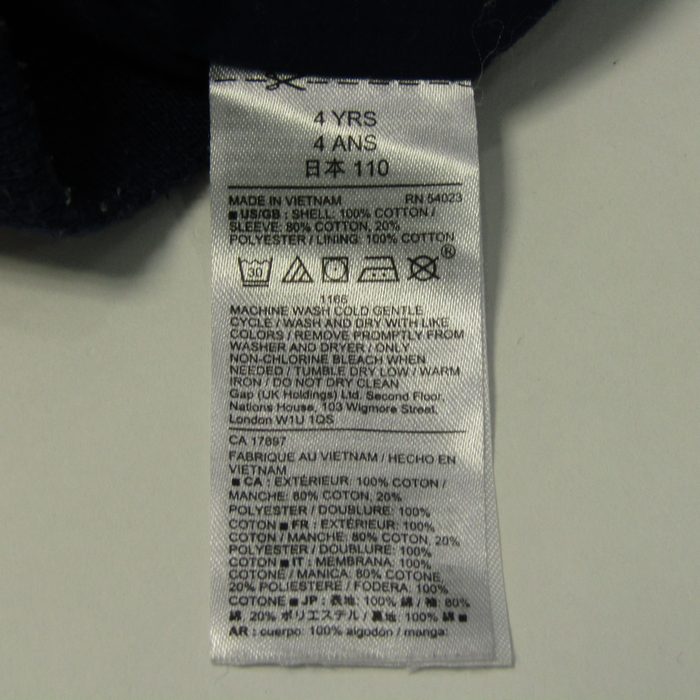 4 YRS
4 ANS
日本 110
MADE IN VIETNAM RN 54023
■ US/GB : SHELL: 100% COTTON /
SLEEVE: 80% COTTON, 20%
POLYESTER / LINING: 100% COTTON
30 ®
1166
MACHINE WASH COLD GENTLE
CYCLE / WASH AND DRY WITH LIKE
COLORS / REMOVE PROMPTLY FROM
WASHER AND DRYER / ONLY
NON-CHLORINE BLEACH WHEN
NEEDED / TUMBLE DRY LOW / WARM
IRON / DO NOT DRY CLEAN
Gap (UK Holdings) Ltd. Second Floor,
Nations House, 103 Wigmore Street.
London W1U 1QS
CA 17897
FABRIQUE AU VIETNAM / HECHO EN
VIETNAM
■ CA : EXTÉRIEUR: 100% COTON /
MANCHE: 80% COTON, 20%
POLYESTER / DOUBLURE: 100%
COTON ■ FR : EXTÉRIEUR: 100%
COTON / MANCHE: 80% COTON, 20%
POLYESTER / DOUBLURE: 100%
COTON ■ IT : MEMBRANA: 100%
COTONE / MANICA: 80% COTONE,
20% POLIESTERE / FODERA: 100%
COTONE ■ JP : 表地: 100% 綿 / 袖: 80%
綿, 20% ポリエステル / 裏地: 100% 綿 ■
AR : cuerpo: 100% algodón / manga: